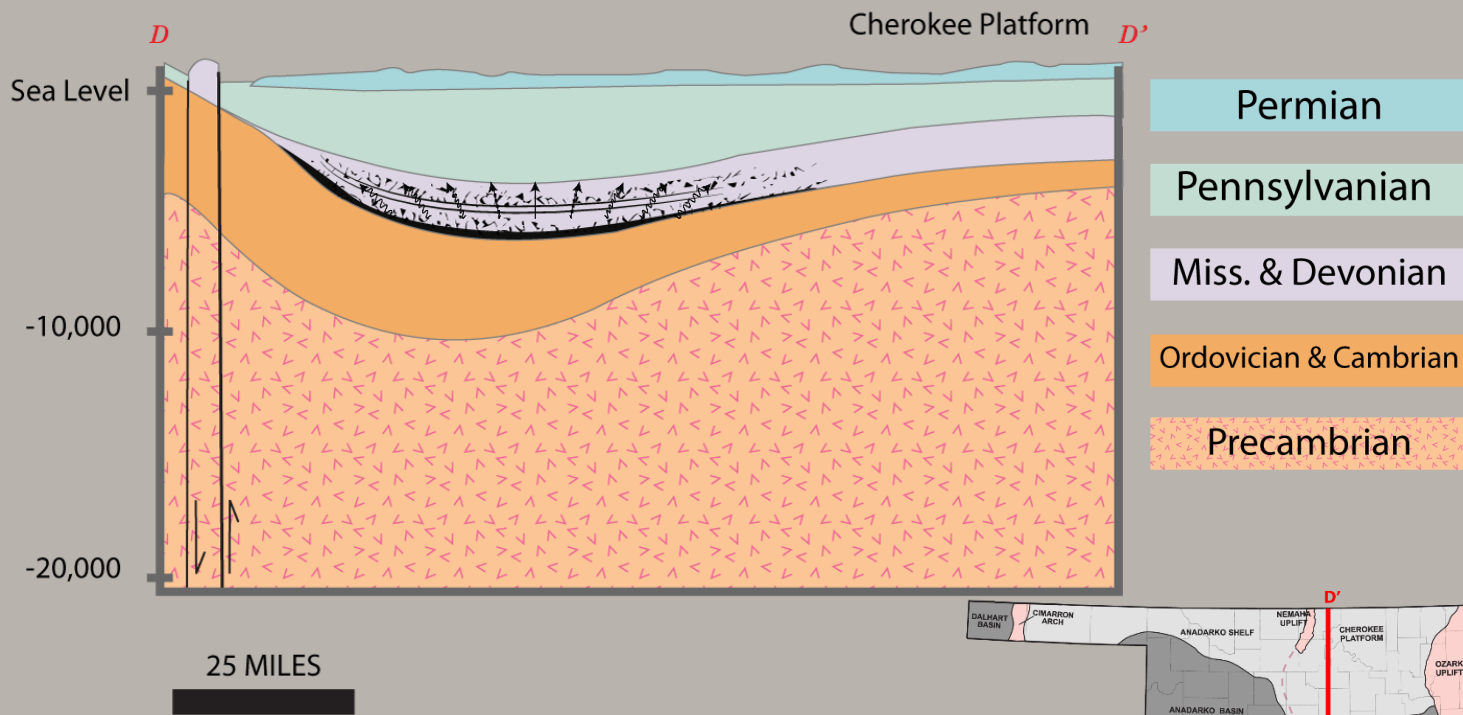 Cherokee Platform
D
D’
Sea Level
-10,000
-20,000
25 MILES
Permian
Pennsylvanian
Miss. & Devonian
Ordovician & Cambrian
Precambrian
D’
DALHART
BASIN
CIMARRON
ARCH
ANADARKO SHELF
NEMAHA
UPLIFT
CHEROKEE
PLATFORM
OZARK
UPLIFT
ANADARKO BASIN